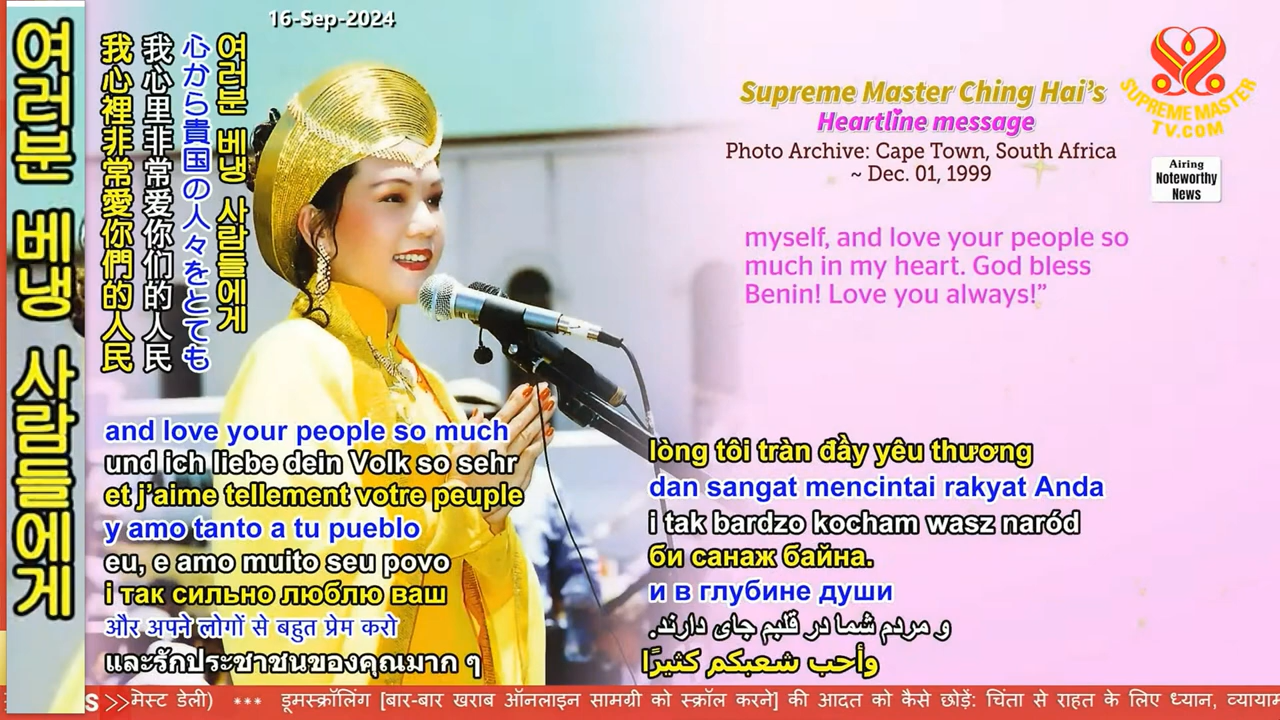 16-Sep-2024
여러분 베냉 사람들에게
我心裡非常愛你們的人民
我心里非常爱你们的人民
心から貴国の人々をとても
여러분 베냉 사람들에게
Supreme Master Ching Hai's
Heartline message
Photo Archive: Cape Town, South Africa
~ Dec. 01, 1999
SUPREME MASTER
TV.COM
Airing
Noteworthy
News
myself, and love your people so
much in my heart. God bless
Benin! Love you always!”
and love your people so much
und ich liebe dein Volk so sehr
et j’aime tellement votre peuple
y amo tanto a tu pueblo
eu, e amo muito seu povo
і так сильно люблю ваш
और अपने लोगों से बहुत प्रेम करो
และรักประชาชนของคุณมาก ๆ
lòng tôi tràn đầy yêu thương
dan sangat mencintai rakyat Anda
i tak bardzo kocham wasz naród
би санаж байна.
и в глубине души
و مردم شما در قلبم جای دارند.
وأحب شعبكم كثيرًا
S >> मिस्ट डेली) *** डूमस्क्रॉलिंग [बार-बार खराब ऑनलाइन सामग्री को स्क्रॉल करने] की आदत को कैसे छोड़ें: चिंता से राहत के लिए ध्यान,